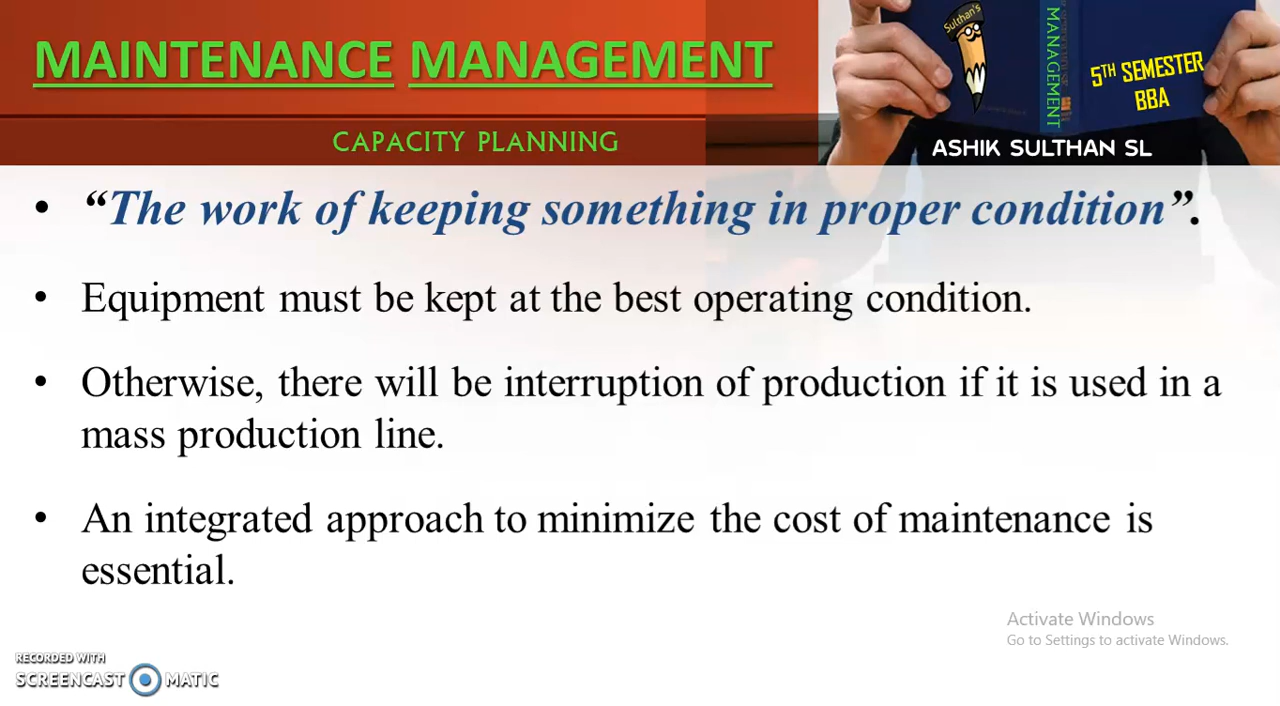 MAINTENANCE MANAGEMENT
CAPACITY PLANNING
Sulthan's
MANAGEMENT
5TH SEMESTER
BBA
ASHIK SULTHAN SL
• “The work of keeping something in proper condition”.
• Equipment must be kept at the best operating condition.
• Otherwise, there will be interruption of production if it is used in a
mass production line.
• An integrated approach to minimize the cost of maintenance is
essential.
Activate Windows
Go to Settings to activate Windows.
RECORDED WITH
SCREENCAST MATIC